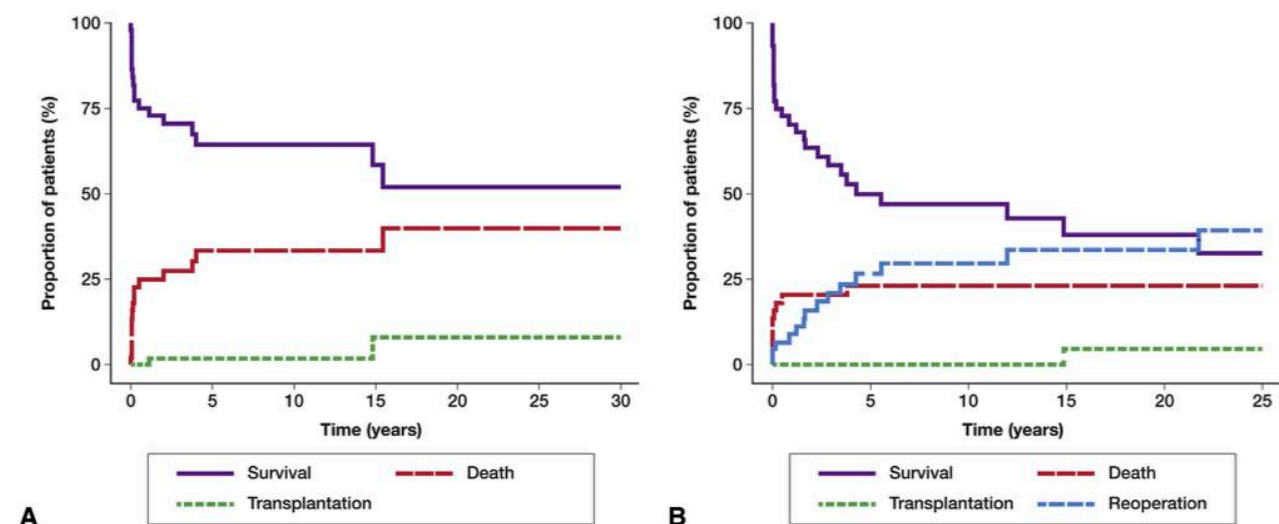 100
75
50
25
0
Proportion of patients (%)
0 5 10 15 20 25 30
Time (years)
Survival Death
Transplantation
A
100
75
50
25
0
Proportion of patients (%)
0 5 10 15 20 25
Time (years)
Survival Death
Transplantation Reoperation
B